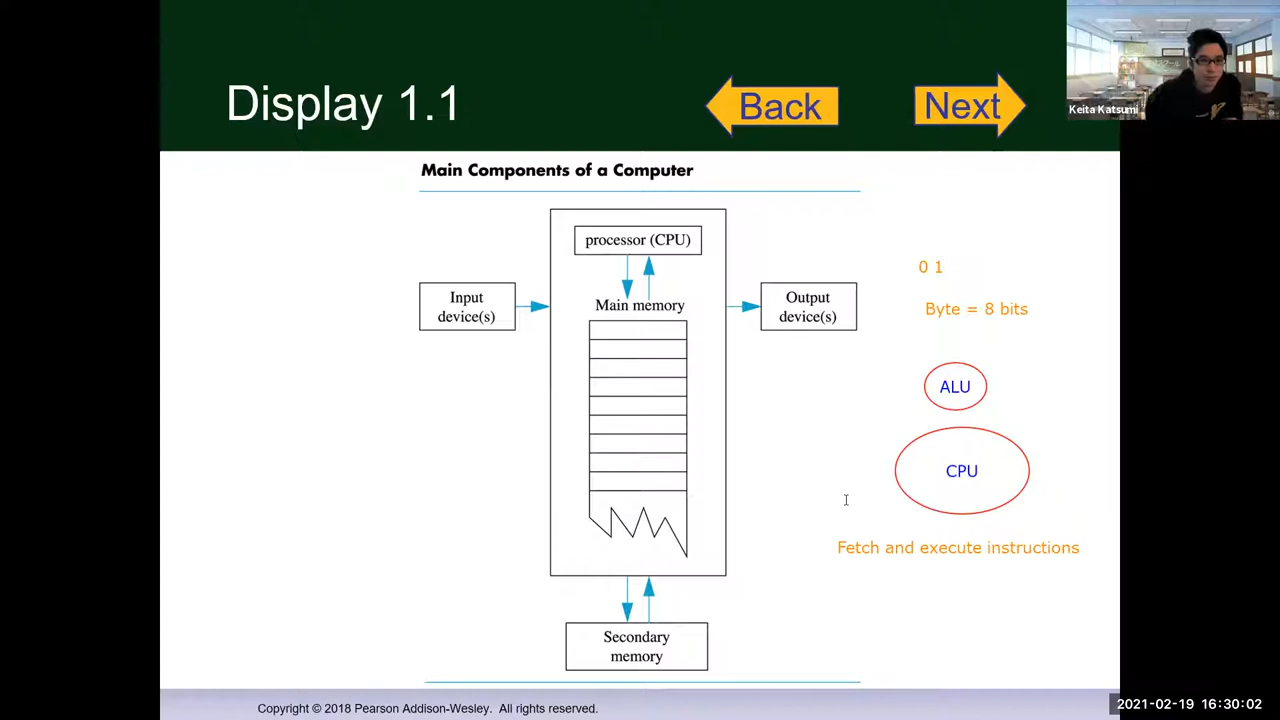 Display 1.1
Back
Next
Keita Katsumi
Main Components of a Computer
processor (CPU)
Main memory
Input
device(s)
Output
device(s)
Secondary
memory
0 1
Byte = 8 bits
ALU
CPU
Fetch and execute instructions
Copyright © 2018 Pearson Addison-Wesley. All rights reserved.
2021-02-19 16:30:02